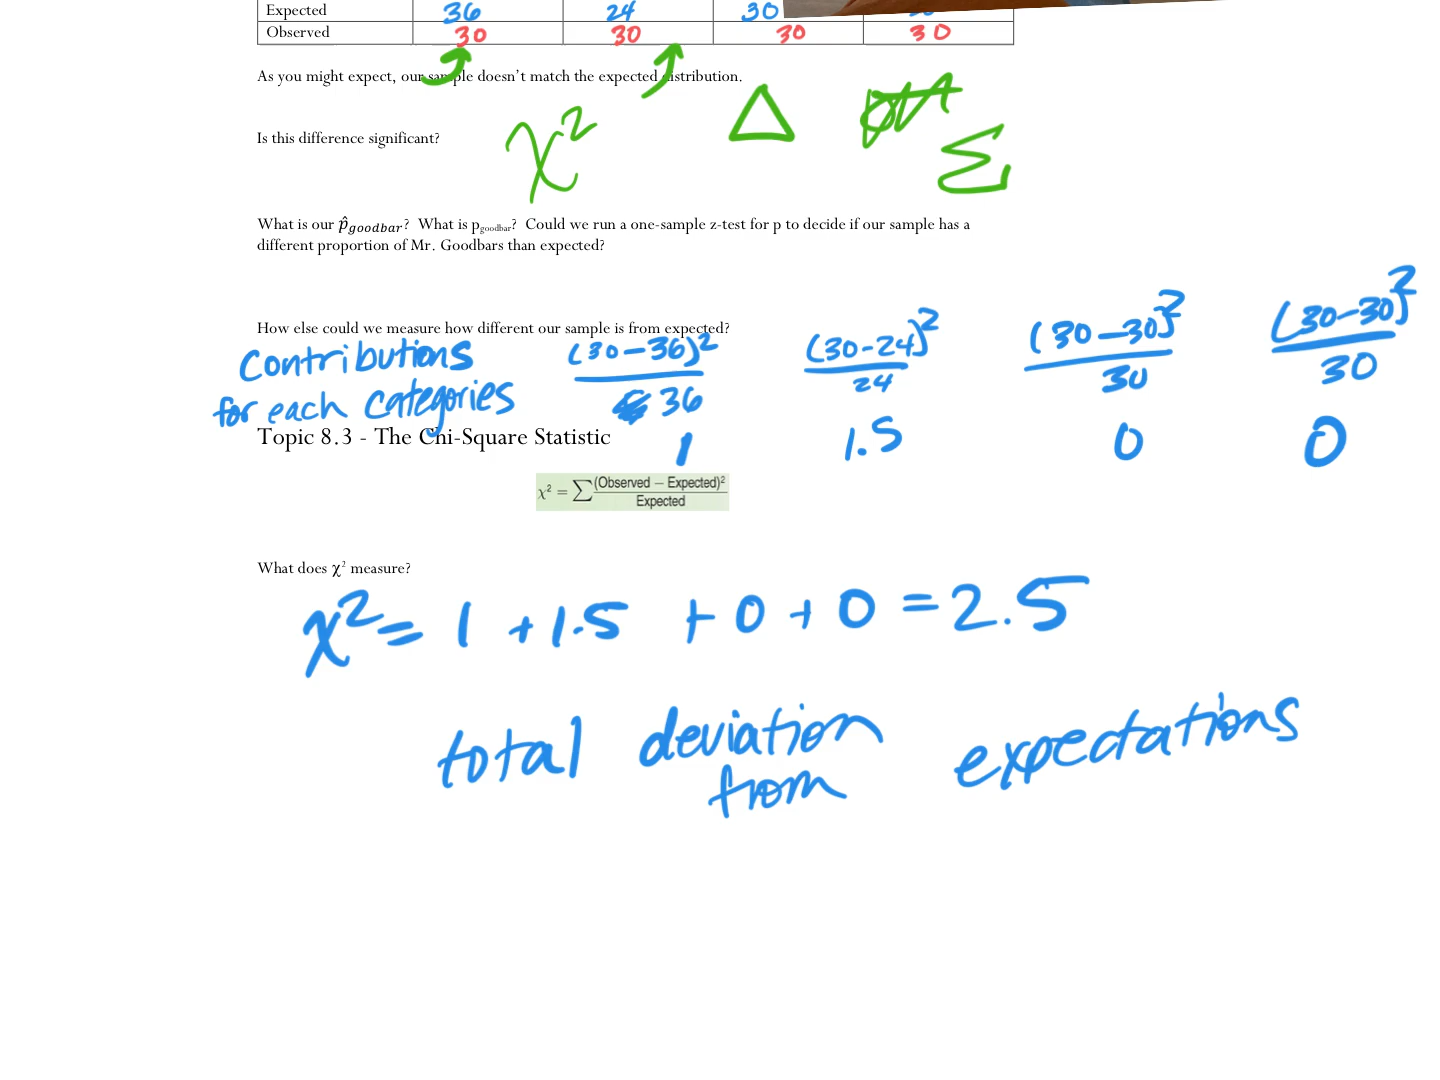 Expected 36 24 30
Observed 30 30 30 30
As you might expect, our sample doesn't match the expected distribution.
Is this difference significant? χ² Δ
Σ
What is our p̂goodbar? What is pgoodbar? Could we run a one-sample z-test for p to decide if our sample has a
different proportion of Mr. Goodbars than expected?
How else could we measure how different our sample is from expected?
Contributions
for each categories
(30-36)²/36 (30-24)²/24 (30-30)²/30 (30-30)²/30
1 1.5 0 0
Topic 8.3 - The Chi-Square Statistic
χ² = ∑ (Observed – Expected)²/Expected
What does χ² measure?
χ² = 1 + 1.5 + 0 + 0 = 2.5
total deviation from expectations